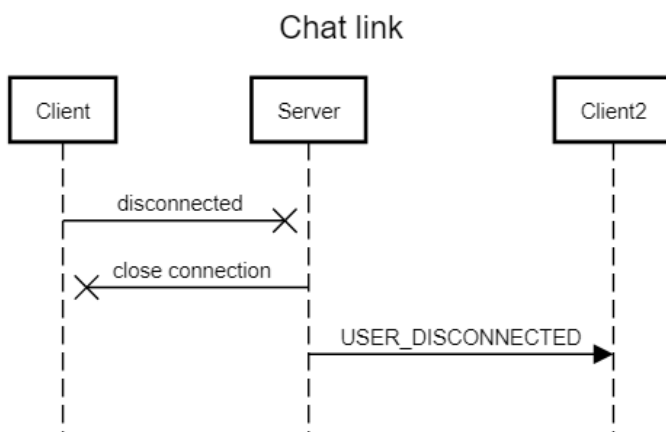 Chat link
Client
Server
Client2
disconnected
close connection
USER_DISCONNECTED